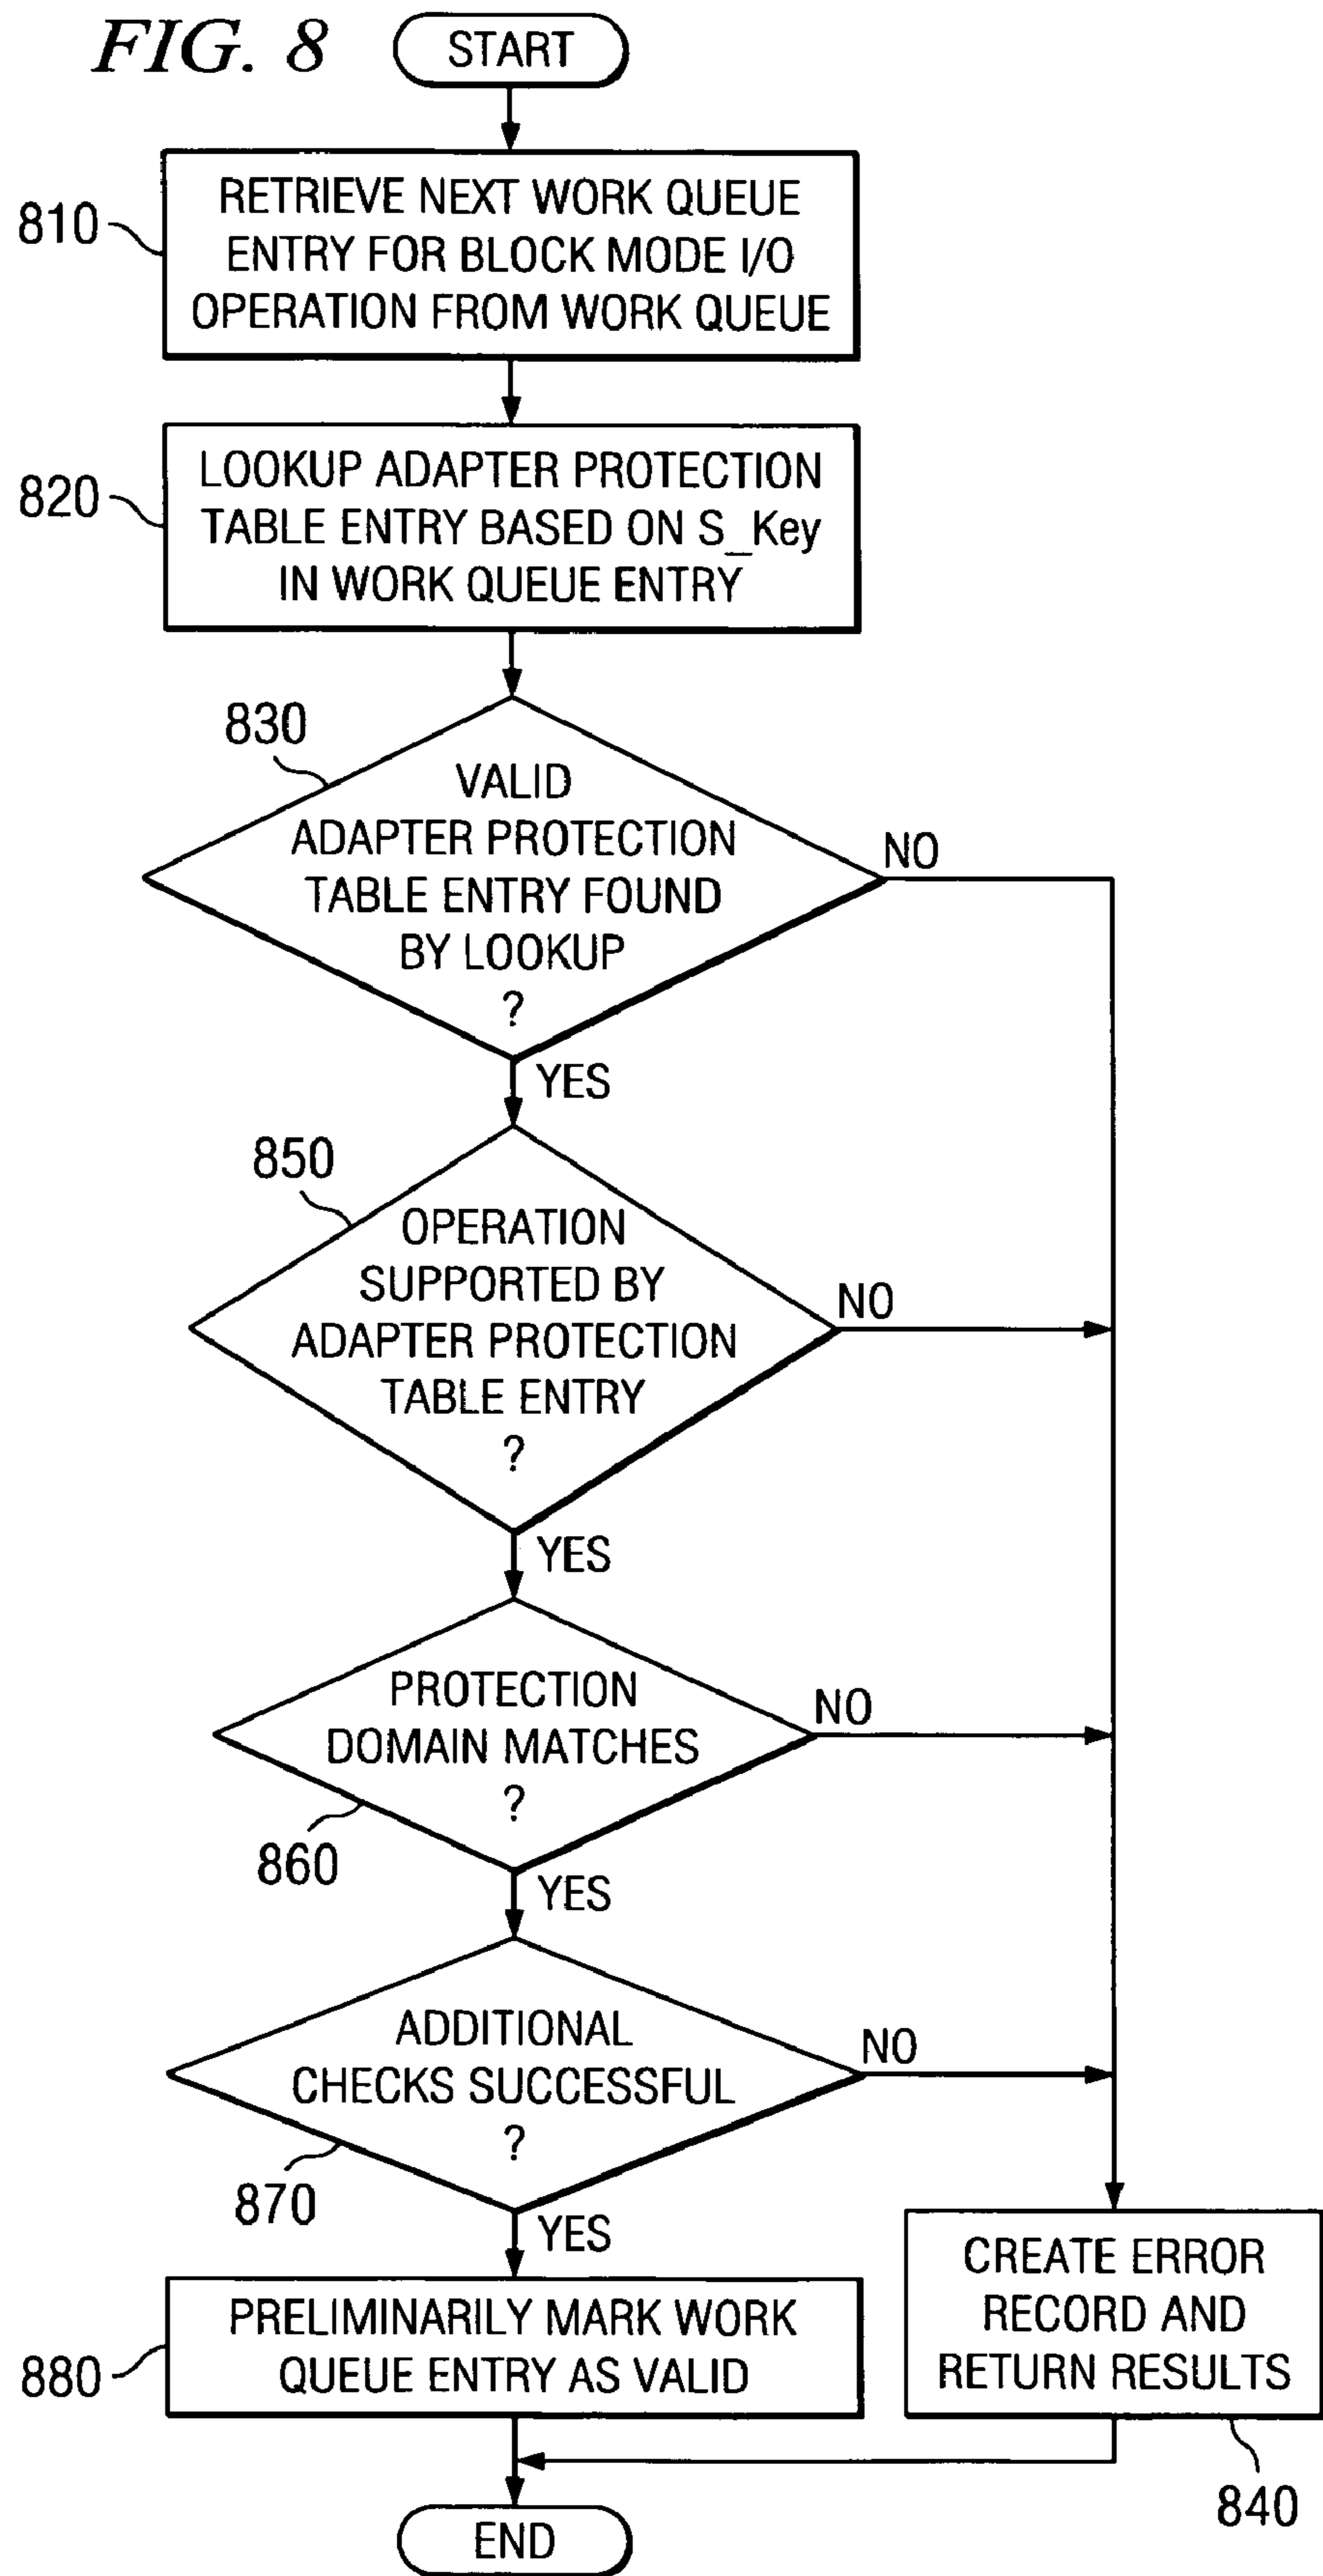 FIG. 8
START
810
RETRIEVE NEXT WORK QUEUE
ENTRY FOR BLOCK MODE I/O
OPERATION FROM WORK QUEUE
820
LOOKUP ADAPTER PROTECTION
TABLE ENTRY BASED ON S_Key
IN WORK QUEUE ENTRY
830
VALID
ADAPTER PROTECTION
TABLE ENTRY FOUND
BY LOOKUP
?
NO
YES
850
OPERATION
SUPPORTED BY
ADAPTER PROTECTION
TABLE ENTRY
?
NO
YES
PROTECTION
DOMAIN MATCHES
?
NO
860
YES
ADDITIONAL
CHECKS SUCCESSFUL
?
NO
870
YES
880
PRELIMINARILY MARK WORK
QUEUE ENTRY AS VALID
CREATE ERROR
RECORD AND
RETURN RESULTS
840
END